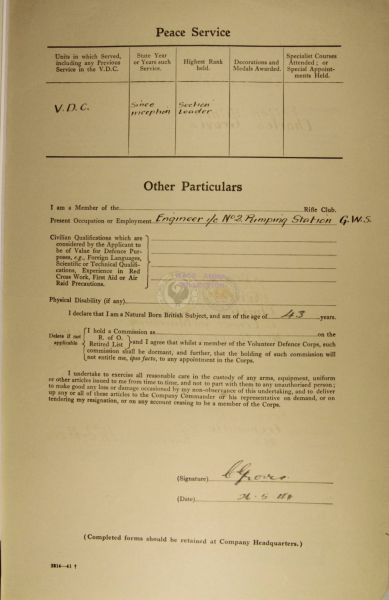 Peace Service
Units in which Served, including any Previous Service in the V.D.C.
State Year or Years such Service.
Highest Rank held.
Decorations and Medals Awarded.
Specialist Courses Attended; or Special Appointments Held.
V.D.C.
Since inception
Section Leader
Other Particulars
I am a Member of the Rifle Club.
Present Occupation or Employment. Engineer i/c No 2. Pumping Station G.W.S.
Civilian Qualifications which are
considered by the Applicant to
be of Value for Defence Pur-
poses, e.g., Foreign Languages,
Scientific or Technical Qualifi-
cations, Experience in Red
Cross Work, First Aid or Air
Raid Precautions.
Physical Disability (if any)
I declare that I am a Natural Born British Subject, and am of the age of 43 years.
Delete if not applicable
I hold a Commission as on the
R. of O.
Retired List
and I agree that whilst a member of the Volunteer Defence Corps, such
commission shall be dormant, and further, that the holding of such commission will
not entitle me, ipso facto, to any appointment in the Corps.
I undertake to exercise all reasonable care in the custody of any arms, equipment, uniform
or other articles issued to me from time to time, and not to part with them to any unauthorised person;
to make good any loss or damage occasioned by my non-observance of this undertaking, and to deliver
up any or all of these articles to the Company Commander or his representative on demand, or on
tendering my resignation, or on any account ceasing to be a member of the Corps.
(Signature)
(Date)
(Completed forms should be retained at Company Headquarters.)